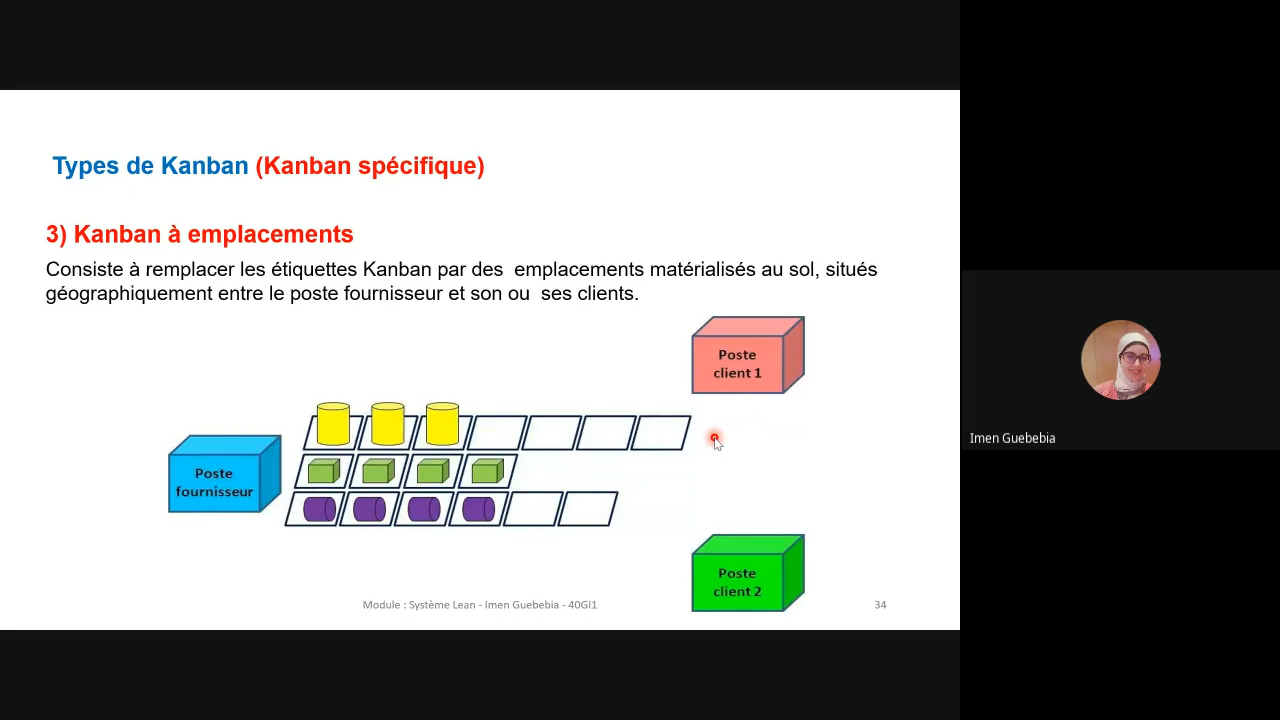 Types de Kanban (Kanban spécifique)
3) Kanban à emplacements
Consiste à remplacer les étiquettes Kanban par des  emplacements matérialisés au sol, situés
géographiquement entre le poste fournisseur et son ou  ses clients.
Poste
client 1
Poste
fournisseur
Poste
client 2
Module : Système Lean - Imen Guebebia - 40GI1
34
Imen Guebebia